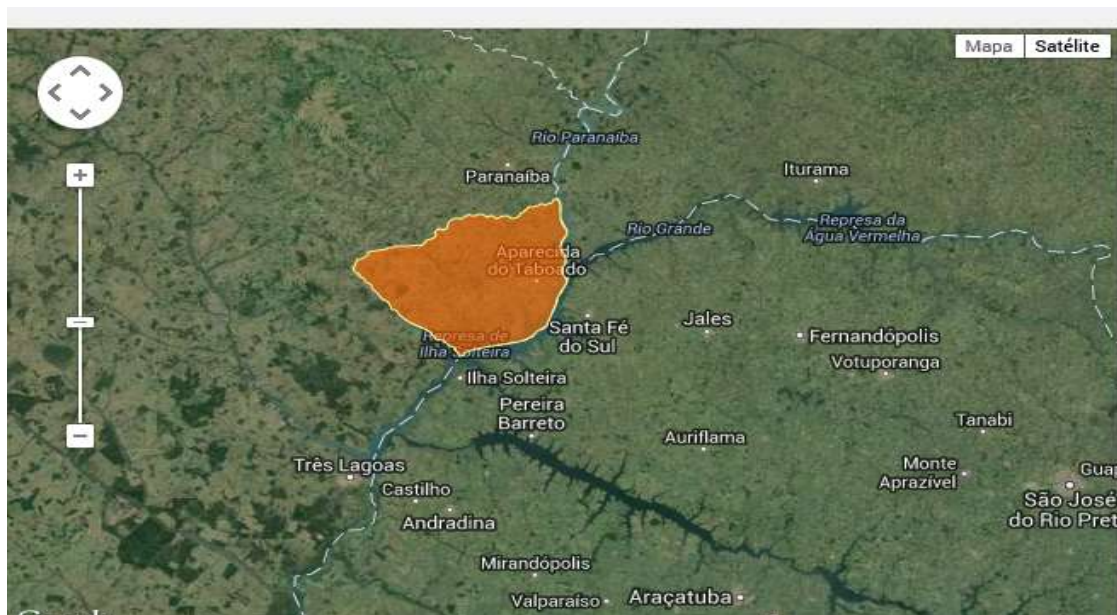 Mapa
Satélite
+
−
Rio Paranaíba
Paranaíba
Iturama
Rio Grande
Represa da
Água Vermelha
Aparecida
do Taboado
Represa de
Ilha Solteira
Santa Fé
do Sul
Jales
Fernandópolis
Votuporanga
Ilha Solteira
Pereira
Barreto
Auriflama
Tanabi
Três Lagoas
Castilho
Andradina
Monte
Aprazível
Guap
São José
do Rio Pret
Mirandópolis
Valparaíso
Araçatuba